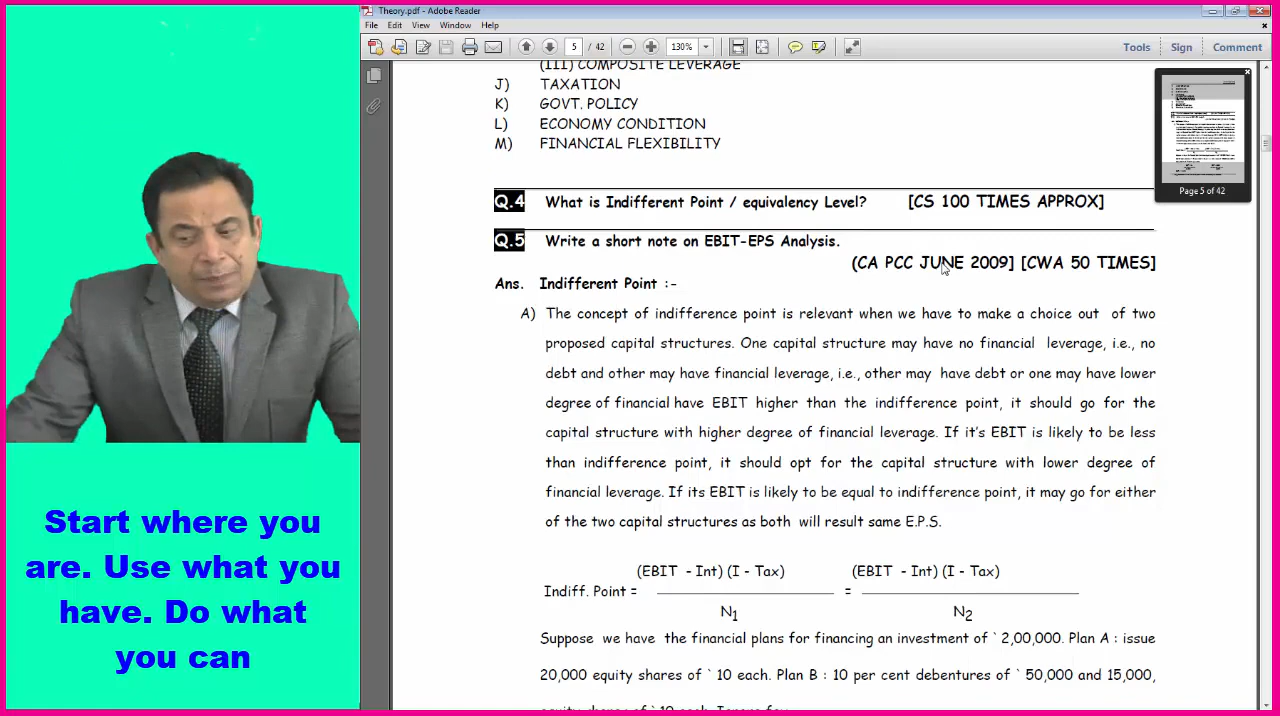 Theory.pdf - Adobe Reader
File Edit View Window Help
5 / 42 130% Tools Sign Comment
(III) COMPOSITE LEVERAGE
J) TAXATION
K) GOVT. POLICY
L) ECONOMY CONDITION
M) FINANCIAL FLEXIBILITY
Page 5 of 42
Q.4 What is Indifferent Point / equivalency Level? [CS 100 TIMES APPROX]
Q.5 Write a short note on EBIT-EPS Analysis.
(CA PCC JUNE 2009] [CWA 50 TIMES]
Ans. Indifferent Point :-
A) The concept of indifference point is relevant when we have to make a choice out of two
proposed capital structures. One capital structure may have no financial leverage, i.e., no
debt and other may have financial leverage, i.e., other may have debt or one may have lower
degree of financial have EBIT higher than the indifference point, it should go for the
capital structure with higher degree of financial leverage. If it's EBIT is likely to be less
than indifference point, it should opt for the capital structure with lower degree of
financial leverage. If its EBIT is likely to be equal to indifference point, it may go for either
of the two capital structures as both will result same E.P.S.
(EBIT - Int) (I - Tax) (EBIT - Int) (I - Tax)
Indiff. Point = =
N1 N2
Suppose we have the financial plans for financing an investment of ` 2,00,000. Plan A : issue
20,000 equity shares of ` 10 each. Plan B : 10 per cent debentures of ` 50,000 and 15,000,
Start where you
are. Use what you
have. Do what
you can